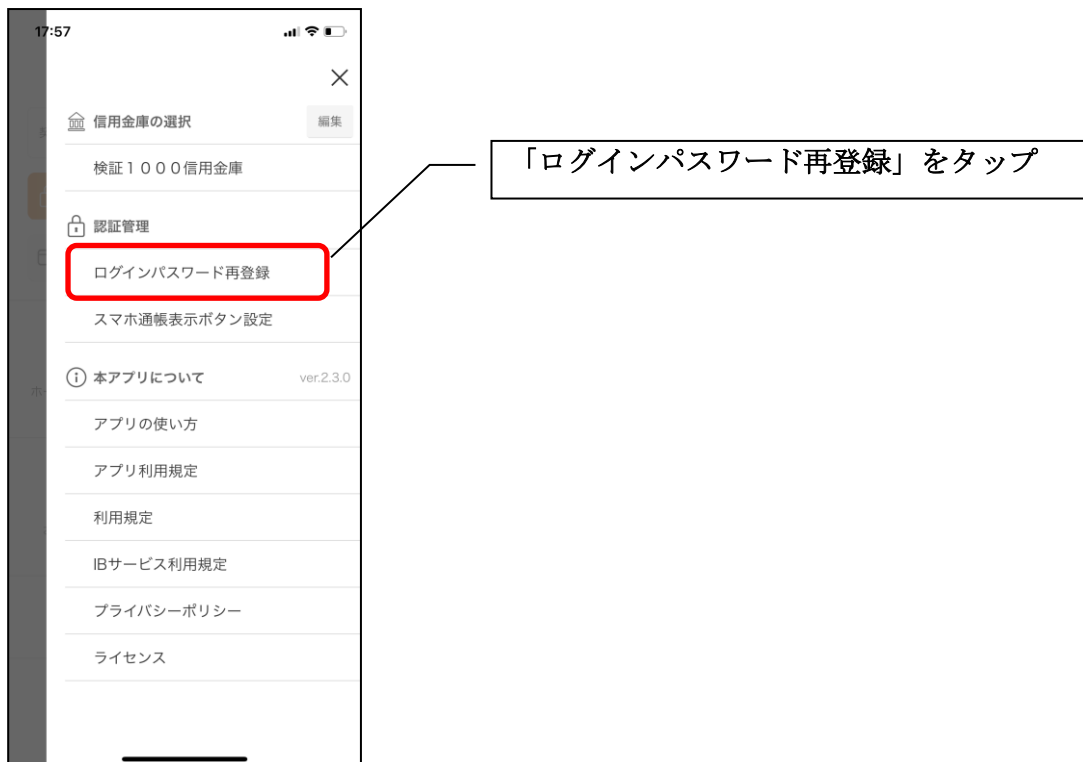 17:57
信用金庫の選択
編集
検証1000信用金庫
認証管理
ログインパスワード再登録
スマホ通帳表示ボタン設定
本アプリについて
ver.2.3.0
アプリの使い方
アプリ利用規定
利用規定
IBサービス利用規定
プライバシーポリシー
ライセンス
「ログインパスワード再登録」をタップ